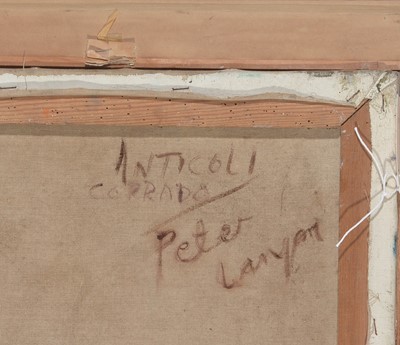 ANTICOLI
CORRADO
Peter
Lanyon